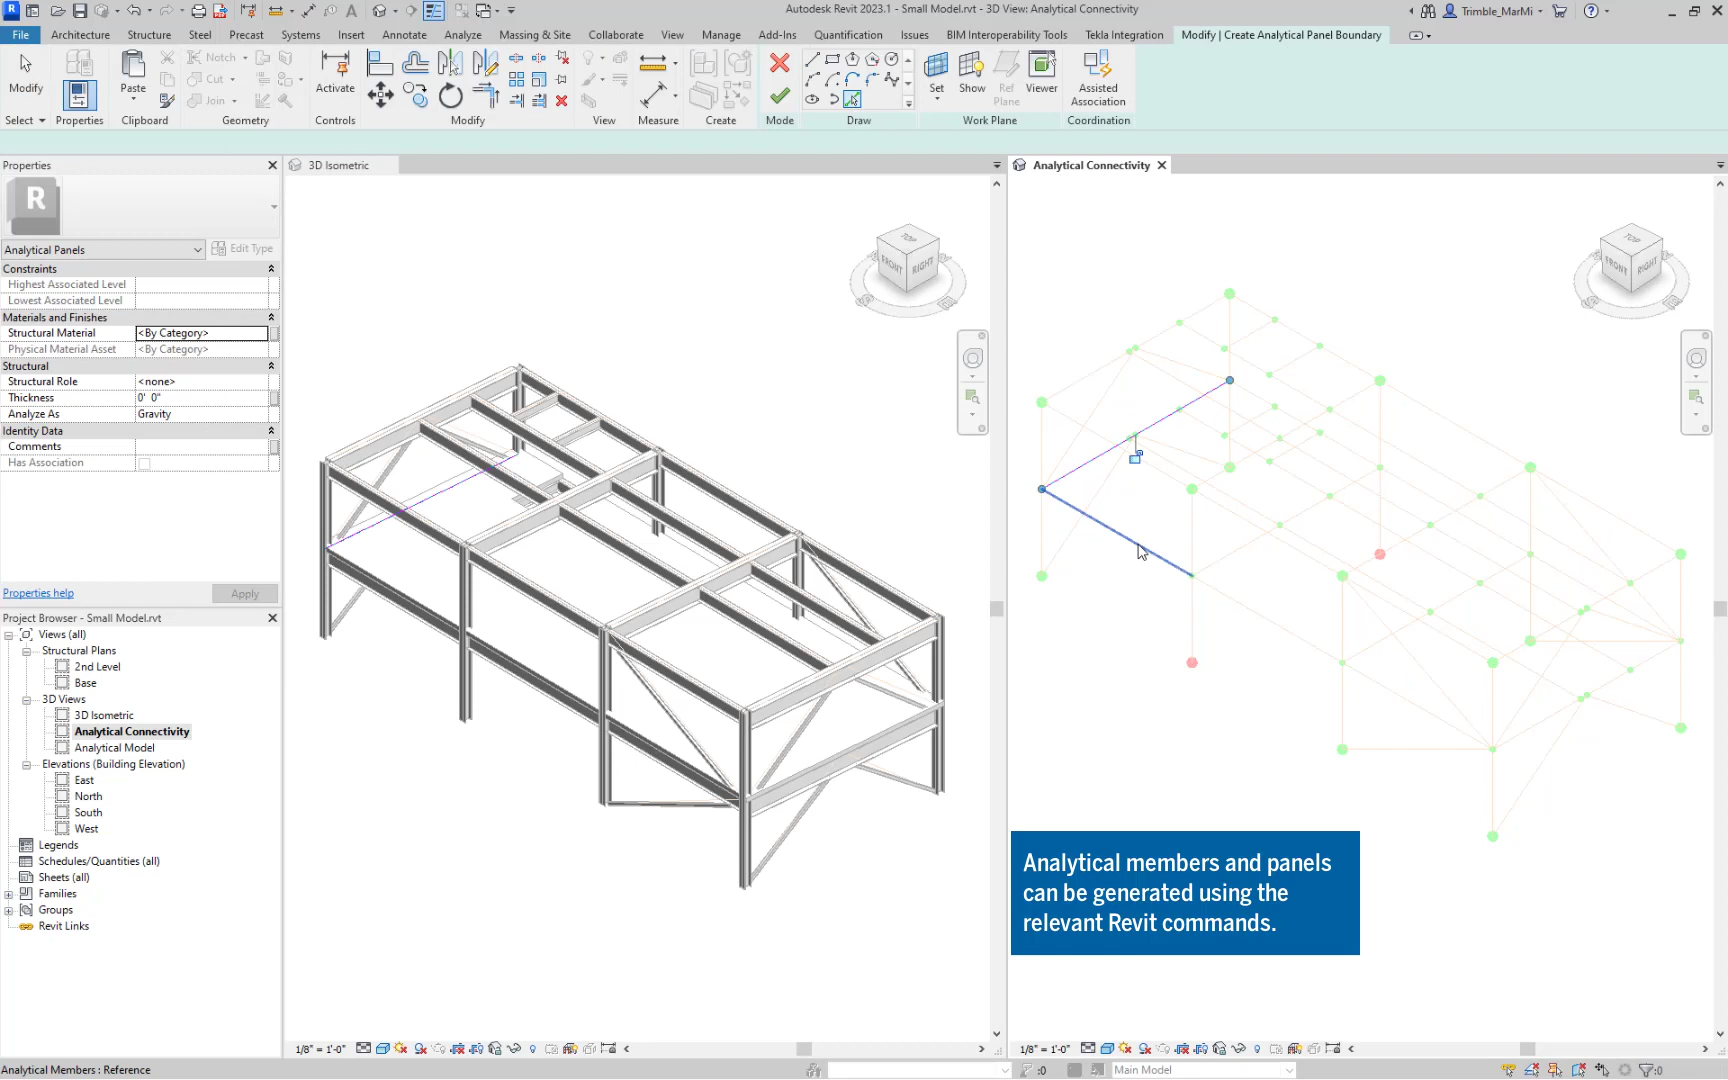 Autodesk Revit 2023.1 - Small Model.rvt - 3D View: Analytical Connectivity
Trimble_MarMi
File Architecture Structure Steel Precast Systems Insert Annotate Analyze Massing & Site Collaborate View Manage Add-Ins Quantification Issues BIM Interoperability Tools Tekla Integration Modify | Create Analytical Panel Boundary
Notch
Cut
Join
Modify Paste Activate Set Show Ref Plane Viewer Assisted Association
Select Properties Clipboard Geometry Controls Modify View Measure Create Mode Draw Work Plane Coordination
Properties
R
Analytical Panels Edit Type
Constraints
Highest Associated Level
Lowest Associated Level
Materials and Finishes
Structural Material <By Category>
Physical Material Asset <By Category>
Structural
Structural Role <none>
Thickness 0' 0"
Analyze As Gravity
Identity Data
Comments
Has Association
Properties help Apply
Project Browser - Small Model.rvt
Views (all)
Structural Plans
2nd Level
Base
3D Views
3D Isometric
Analytical Connectivity
Analytical Model
Elevations (Building Elevation)
East
North
South
West
Legends
Schedules/Quantities (all)
Sheets (all)
Families
Groups
Revit Links
3D Isometric
TOP
FRONT RIGHT
1/8" = 1'-0"
Analytical Connectivity
TOP
FRONT RIGHT
Analytical members and panels
can be generated using the
relevant Revit commands.
1/8" = 1'-0"
Analytical Members : Reference
:0 Main Model :0